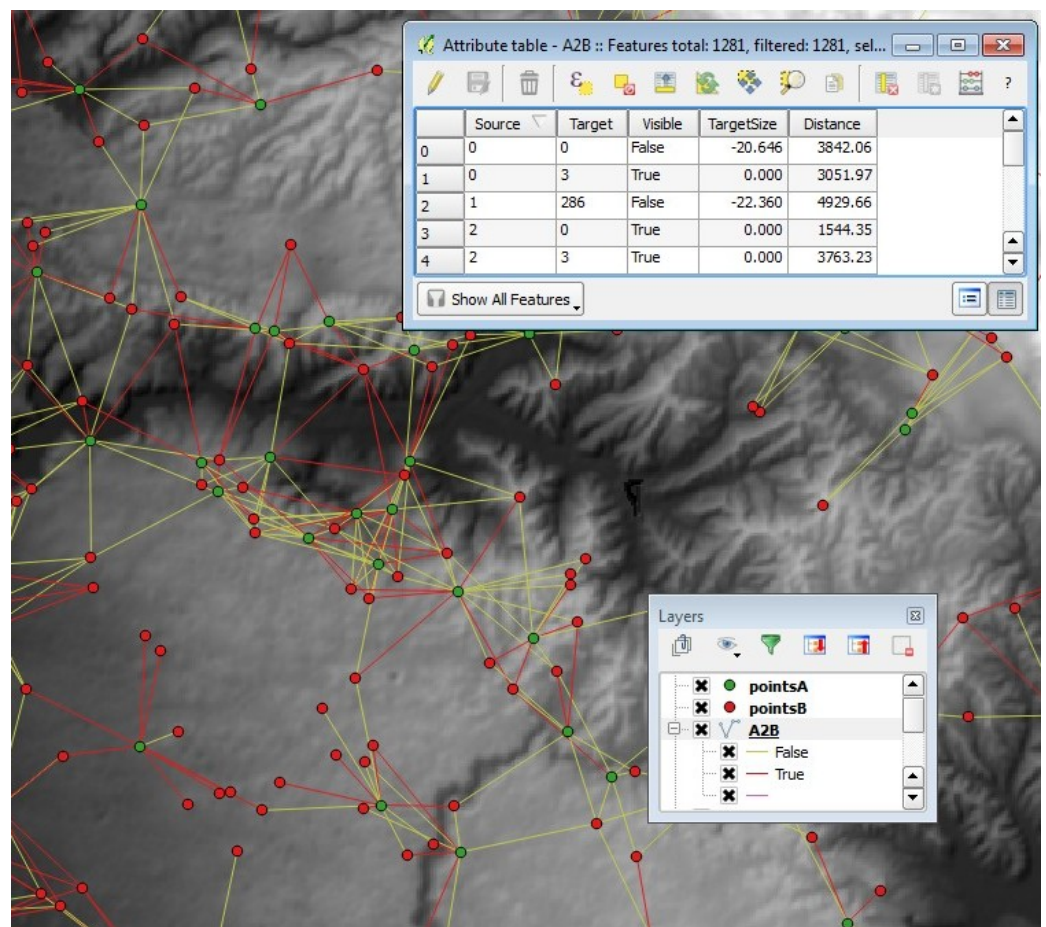 Attribute table - A2B :: Features total: 1281, filtered: 1281, sel...
Source Target Visible TargetSize Distance
0 0 0 False -20.646 3842.06
1 0 3 True 0.000 3051.97
2 1 286 False -22.360 4929.66
3 2 0 True 0.000 1544.35
4 2 3 True 0.000 3763.23
Show All Features
Layers
pointsA
pointsB
A2B
False
True